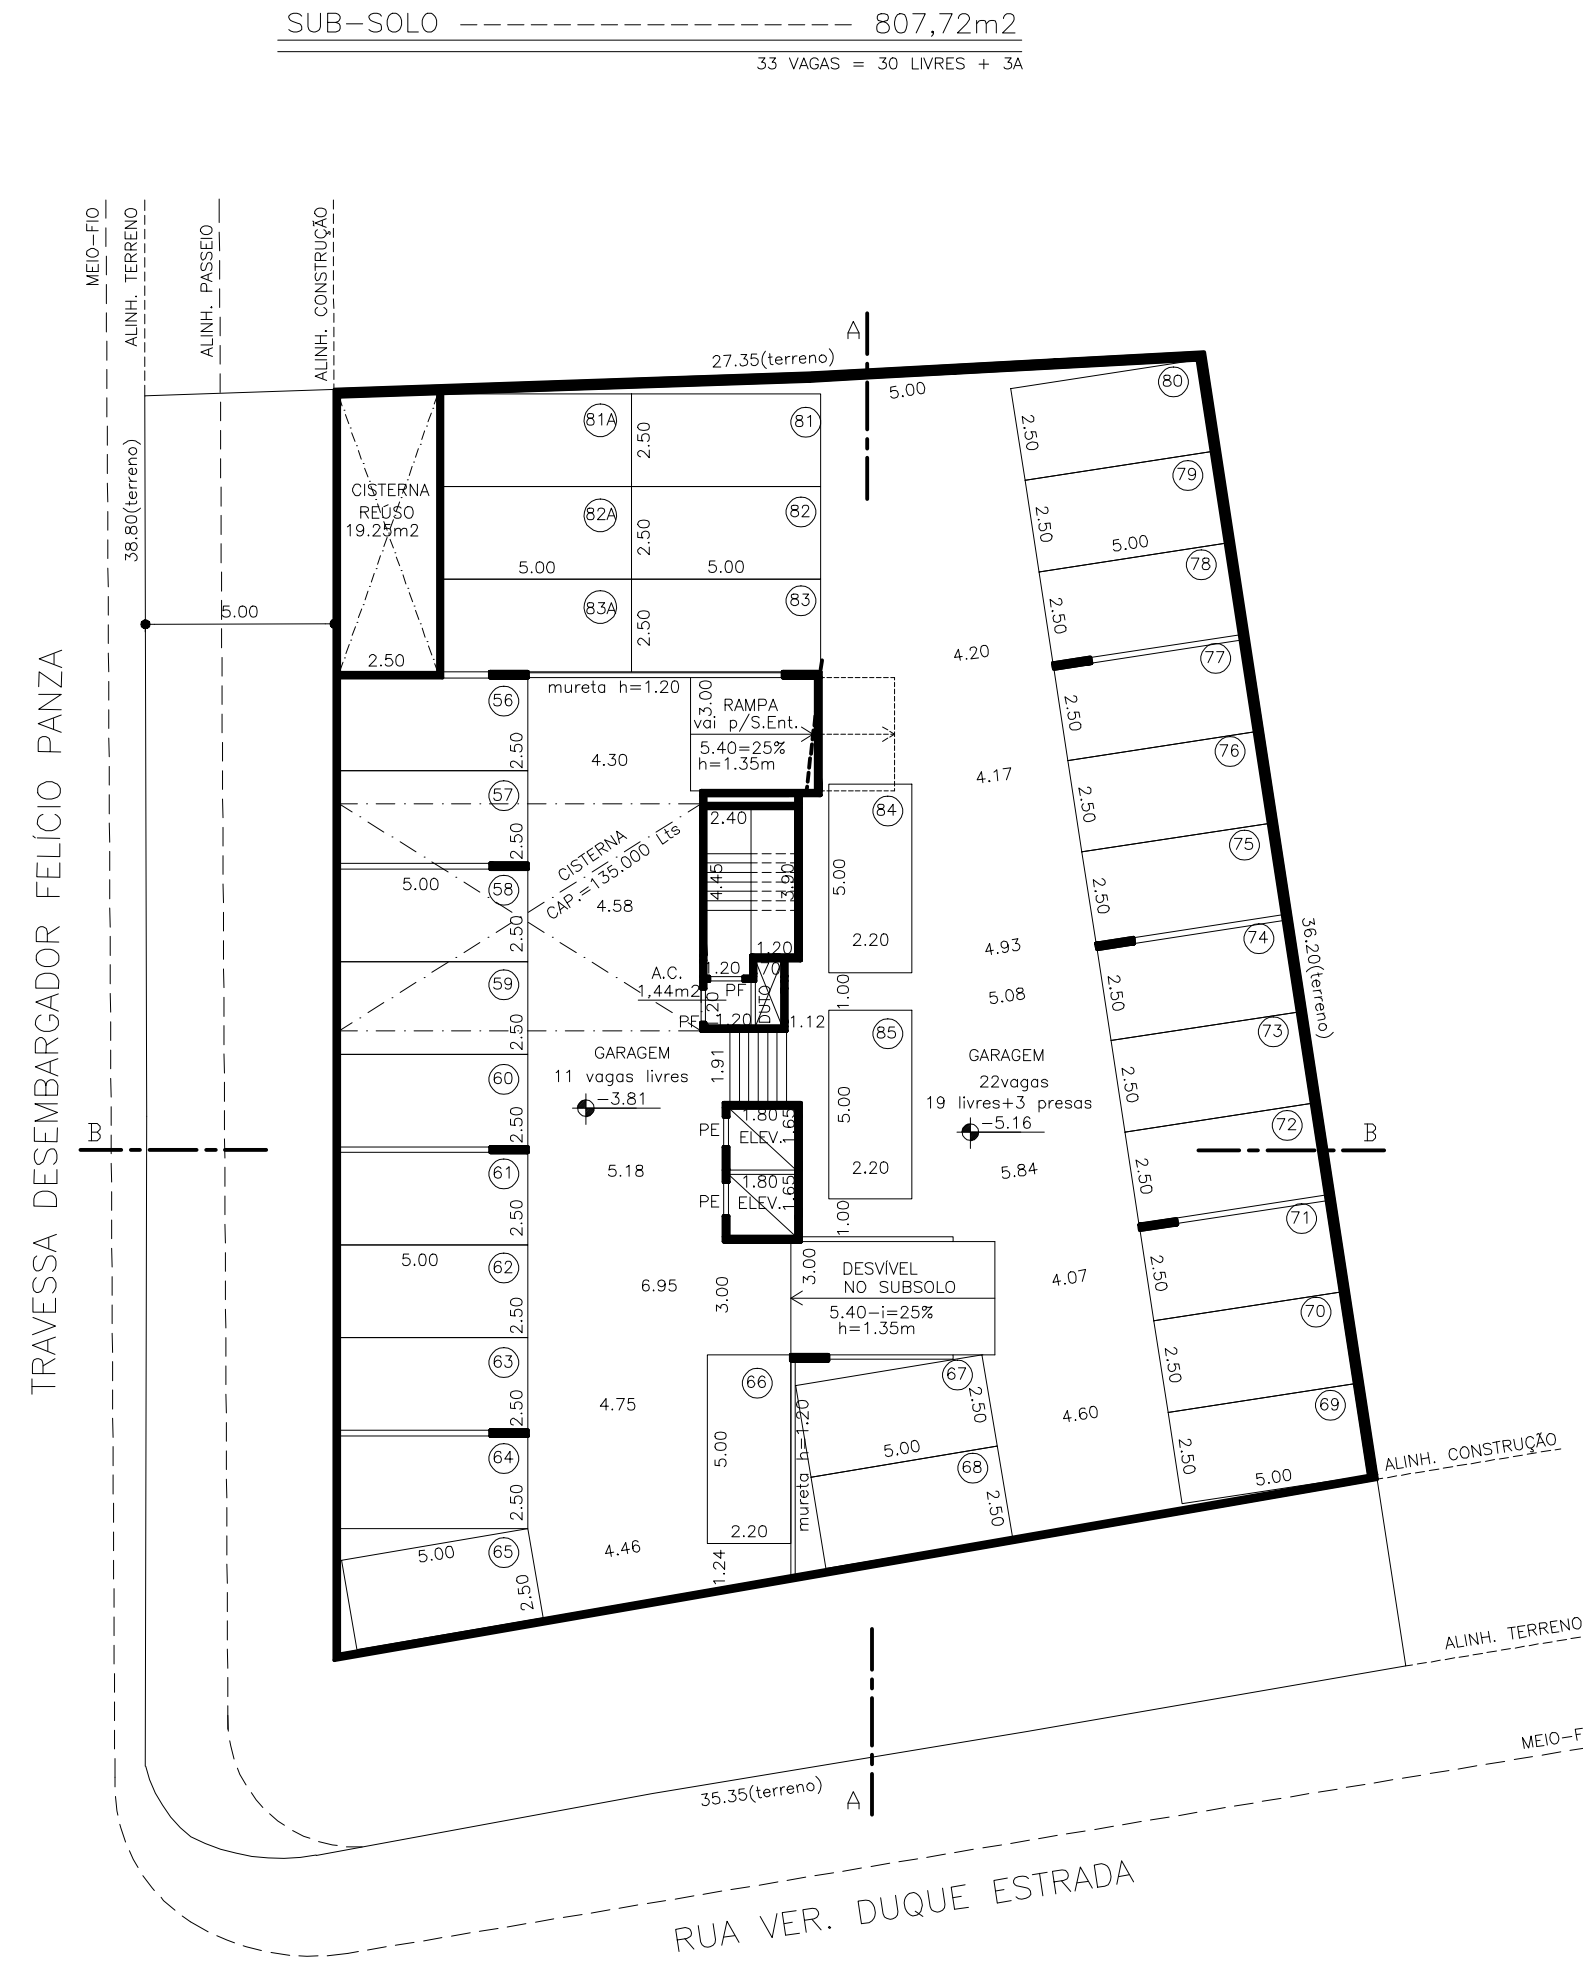 SUB-SOLO ------------------ 807,72m2
33 VAGAS = 30 LIVRES + 3A
MEIO-FIO
ALINH. TERRENO
ALINH. PASSEIO
ALINH. CONSTRUÇÃO
A
27.35(terreno)
5.00
80
81A
2.50
81
2.50
79
38.80(terreno)
CISTERNA
REÚSO
19.25m2
82A
2.50
82
2.50
5.00
5.00
5.00
78
83A
2.50
83
2.50
5.00
2.50
4.20
77
56
mureta h=1.20
3.00
RAMPA
vai p/S.Ent.
5.40=25%
h=1.35m
2.50
4.30
2.50
4.17
76
57
2.50
2.40
84
2.50
75
CISTERNA
CAP.=135.000 Lts
5.00
58
4.45
3.90
5.00
2.50
4.58
2.50
2.20
4.93
74
36.20(terreno)
59
A.C.
1,44m2
1.20
1.20
70
PF
1.20
DUTO
PF
1.20
1.12
1.00
5.08
2.50
2.50
73
85
GARAGEM
11 vagas livres
-3.81
1.91
60
2.50
5.00
GARAGEM
22vagas
19 livres+3 presas
-5.16
2.50
72
B
B
PE
1.80
ELEV.
1.65
61
5.18
2.20
5.84
2.50
PE
1.80
ELEV.
1.65
2.50
1.00
71
5.00
62
6.95
3.00
3.00
DESVÍVEL
NO SUBSOLO
5.40-i=25%
h=1.35m
4.07
2.50
2.50
70
63
66
67
2.50
2.50
2.50
4.75
5.00
mureta h=1.20
4.60
69
64
5.00
68
2.50
5.00
2.50
2.50
2.20
65
5.00
4.46
1.24
2.50
ALINH. CONSTRUÇÃO
ALINH. TERRENO
MEIO-F
35.35(terreno)
A
TRAVESSA DESEMBARGADOR FELÍCIO PANZA
RUA VER. DUQUE ESTRADA